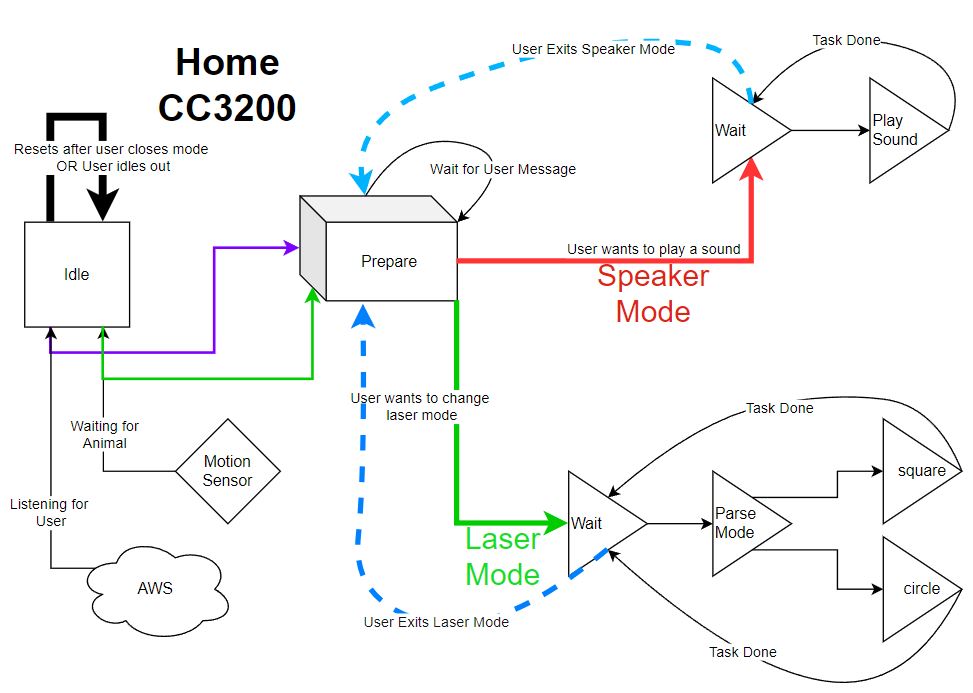 Home
CC3200
User Exits Speaker Mode
Task Done
Wait
Play
Sound
Resets after user closes mode
OR User idles out
Wait for User Message
Idle
Prepare
User wants to play a sound
Speaker
Mode
User wants to change
laser mode
Task Done
Waiting for
Animal
Motion
Sensor
square
Listening for
User
Wait
Parse
Mode
Laser
Mode
AWS
circle
User Exits Laser Mode
Task Done